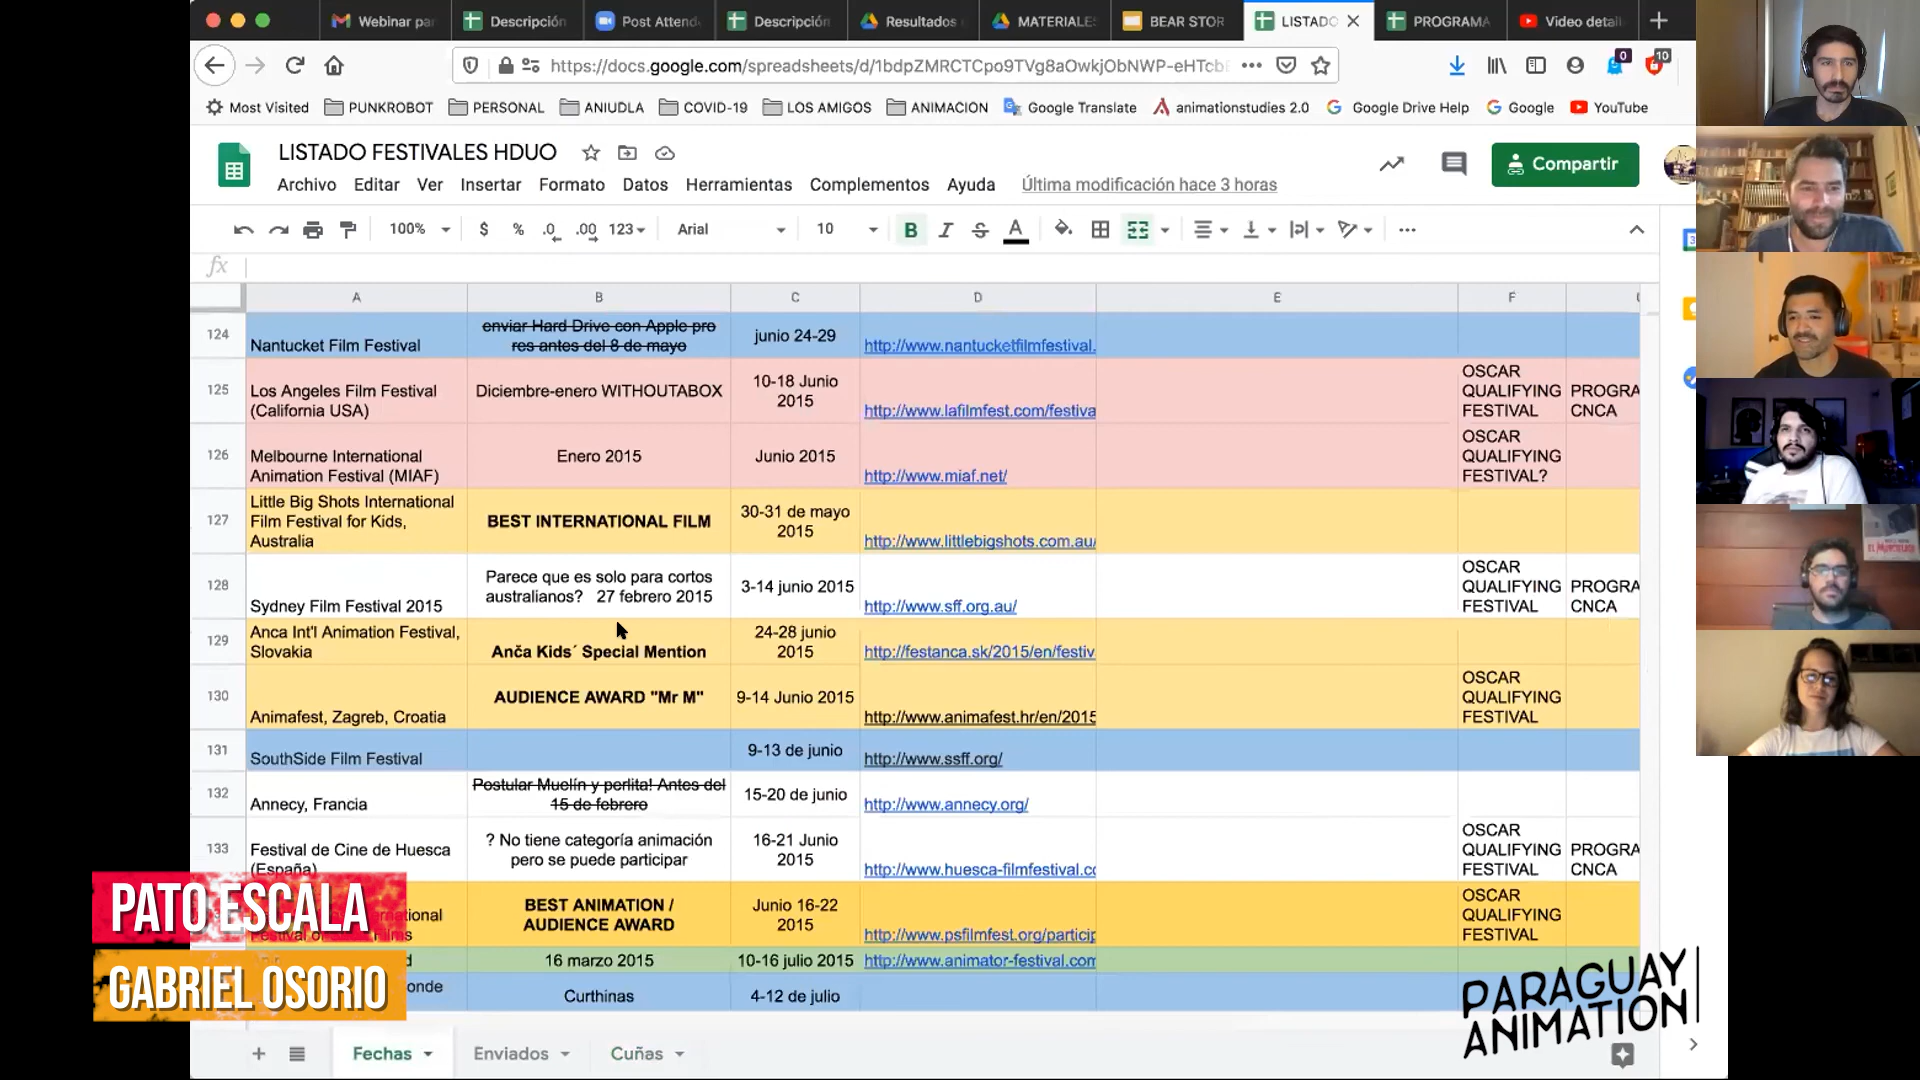 Webinar pa
Descripción
Post Attend
Descripción
Resultados
MATERIALES
BEAR STOR
LISTADO
PROGRAMA
Video detal
https://docs.google.com/spreadsheets/d/1bdpZMRCTCpo9TVg8aOwkjObNWP-eHTcb
0
10
Most Visited
PUNKROBOT
PERSONAL
ANIUDLA
COVID-19
LOS AMIGOS
ANIMACION
Google Translate
animationstudies 2.0
Google Drive Help
Google
YouTube
LISTADO FESTIVALES HDUO
Archivo Editar Ver Insertar Formato Datos Herramientas Complementos Ayuda
Última modificación hace 3 horas
Compartir
100% $ % .0 .00 123 Arial 10 B I S A
fx
A B C D E F
124 Nantucket Film Festival
enviar Hard Drive con Apple pro
res antes del 8 de mayo
junio 24-29
http://www.nantucketfilmfestival.
125 Los Angeles Film Festival
(California USA)
Diciembre-enero WITHOUTABOX
10-18 Junio
2015
http://www.lafilmfest.com/festiva
OSCAR
QUALIFYING
FESTIVAL
PROGRA
CNCA
126 Melbourne International
Animation Festival (MIAF)
Enero 2015
Junio 2015
http://www.miaf.net/
OSCAR
QUALIFYING
FESTIVAL?
127 Little Big Shots International
Film Festival for Kids,
Australia
BEST INTERNATIONAL FILM
30-31 de mayo
2015
http://www.littlebigshots.com.au/
128 Sydney Film Festival 2015
Parece que es solo para cortos
australianos? 27 febrero 2015
3-14 junio 2015
http://www.sff.org.au/
OSCAR
QUALIFYING
FESTIVAL
PROGRA
CNCA
129 Anca Int'l Animation Festival,
Slovakia
Anča Kids´ Special Mention
24-28 junio
2015
http://festanca.sk/2015/en/festiv
130 Animafest, Zagreb, Croatia
AUDIENCE AWARD "Mr M"
9-14 Junio 2015
http://www.animafest.hr/en/2015
OSCAR
QUALIFYING
FESTIVAL
131 SouthSide Film Festival
9-13 de junio
http://www.ssff.org/
132 Annecy, Francia
Postular Muelín y perlita! Antes del
15 de febrero
15-20 de junio
http://www.annecy.org/
133 Festival de Cine de Huesca
(España)
? No tiene categoría animación
pero se puede participar
16-21 Junio
2015
http://www.huesca-filmfestival.cc
OSCAR
QUALIFYING
FESTIVAL
PROGRA
CNCA
BEST ANIMATION /
AUDIENCE AWARD
Junio 16-22
2015
http://www.psfilmfest.org/particip
OSCAR
QUALIFYING
FESTIVAL
16 marzo 2015
10-16 julio 2015
http://www.animator-festival.com
Curthinas
4-12 de julio
PATO ESCALA
GABRIEL OSORIO
PARAGUAY
ANIMATION
Fechas
Enviados
Cuñas